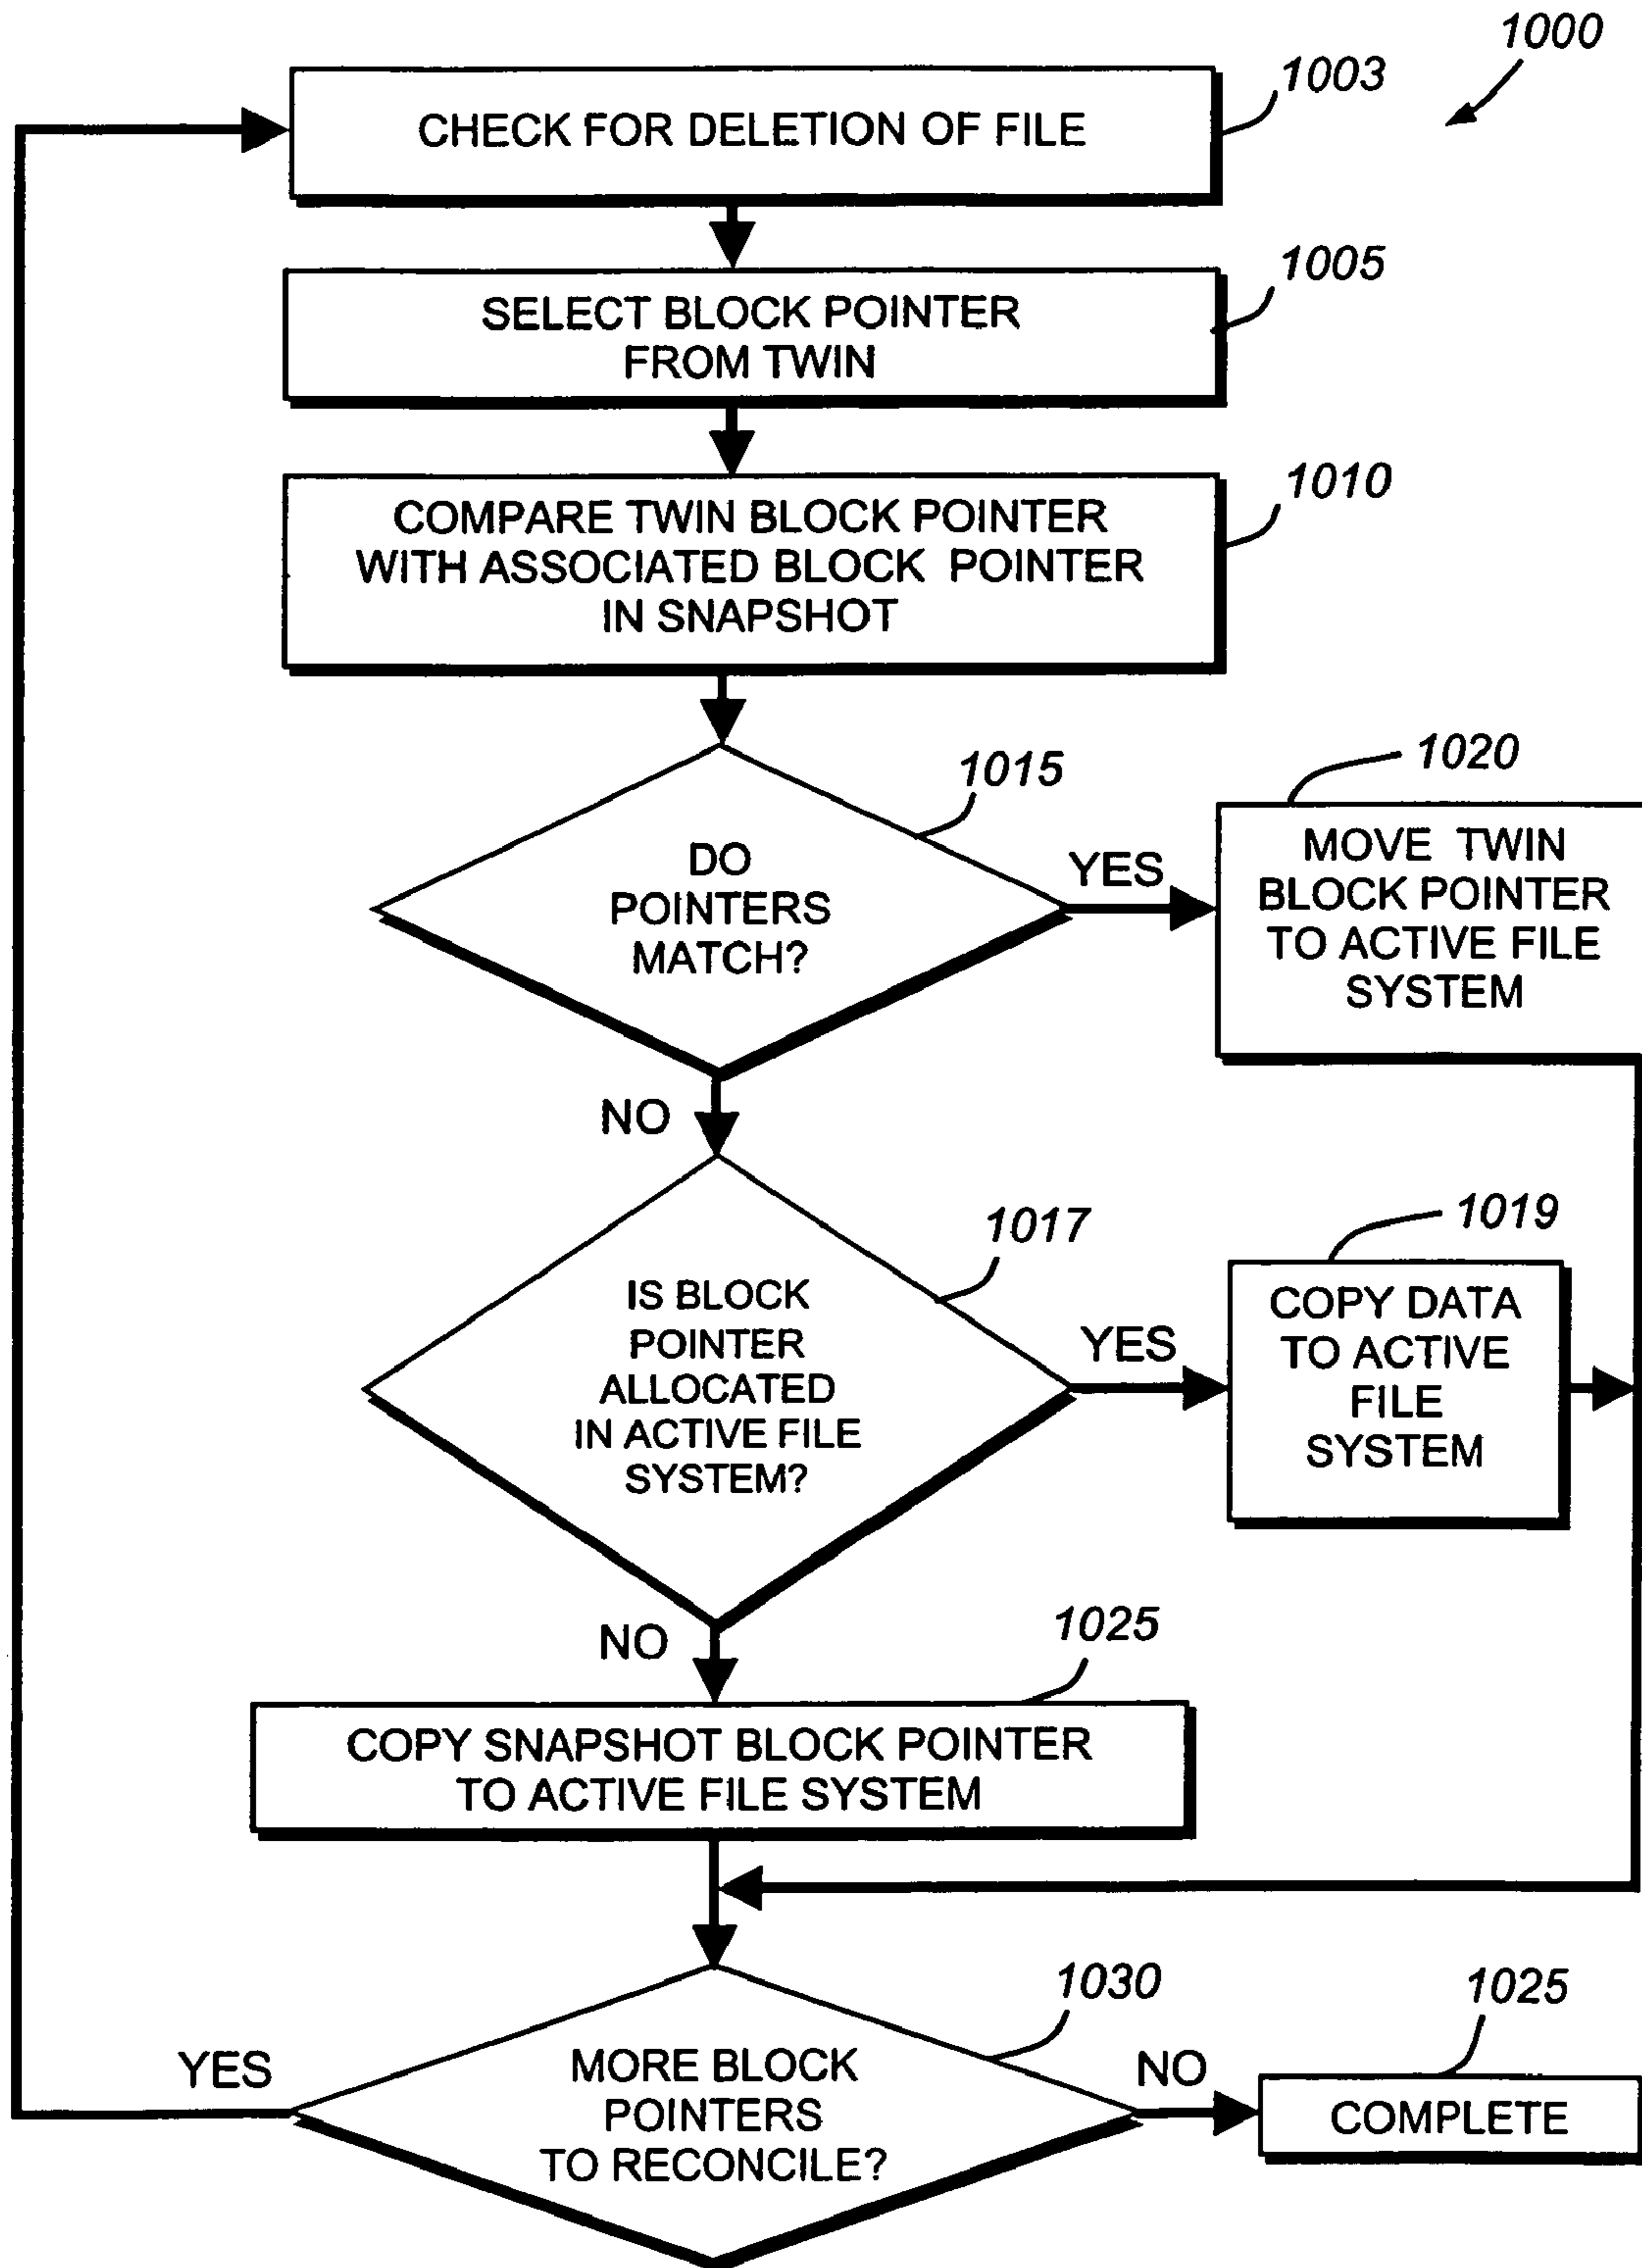 1000
1003
CHECK FOR DELETION OF FILE
1005
SELECT BLOCK POINTER
FROM TWIN
1010
COMPARE TWIN BLOCK POINTER
WITH ASSOCIATED BLOCK POINTER
IN SNAPSHOT
1015
DO
POINTERS
MATCH?
YES
1020
MOVE TWIN
BLOCK POINTER
TO ACTIVE FILE
SYSTEM
NO
1017
IS BLOCK
POINTER
ALLOCATED
IN ACTIVE FILE
SYSTEM?
YES
1019
COPY DATA
TO ACTIVE
FILE
SYSTEM
NO
1025
COPY SNAPSHOT BLOCK POINTER
TO ACTIVE FILE SYSTEM
1030
MORE BLOCK
POINTERS
TO RECONCILE?
YES
NO
1025
COMPLETE